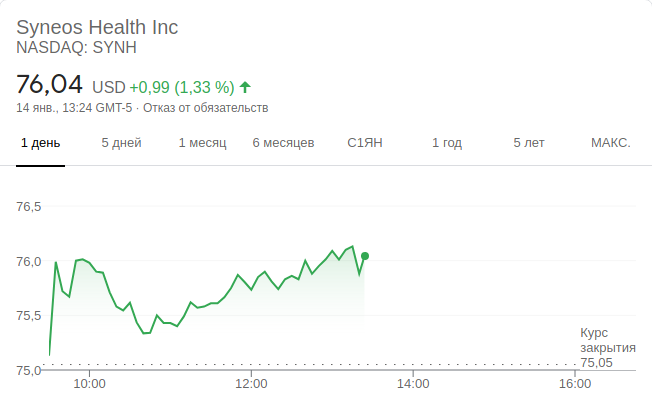 Syneos Health Inc
NASDAQ: SYNH
76,04 USD +0,99 (1,33 %)
14 янв., 13:24 GMT-5 · Отказ от обязательств
1 день 5 дней 1 месяц 6 месяцев С1ЯН 1 год 5 лет МАКС.
76,5
76,0
75,5
Курс
закрытия
75,05
75,0
10:00 12:00 14:00 16:00